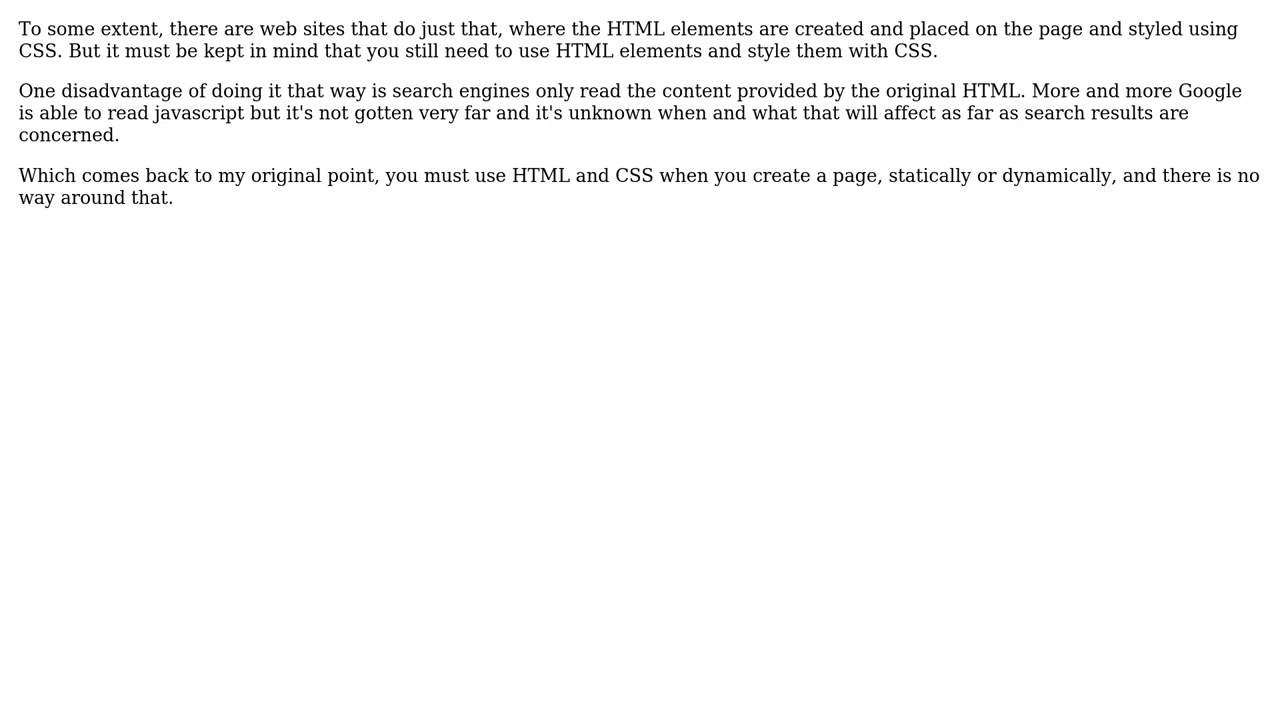 To some extent, there are web sites that do just that, where the HTML elements are created and placed on the page and styled using
CSS. But it must be kept in mind that you still need to use HTML elements and style them with CSS.
One disadvantage of doing it that way is search engines only read the content provided by the original HTML. More and more Google
is able to read javascript but it's not gotten very far and it's unknown when and what that will affect as far as search results are
concerned.
Which comes back to my original point, you must use HTML and CSS when you create a page, statically or dynamically, and there is no
way around that.